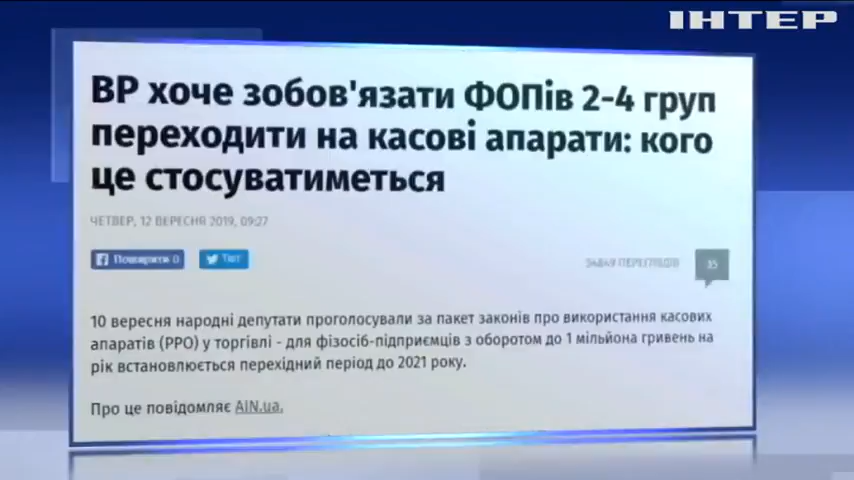 ІНТЕР
ВР хоче зобов'язати ФОПів 2-4 груп
переходити на касові апарати: кого
це стосуватиметься
ЧЕТВЕР, 12 ВЕРЕСНЯ 2019, 09:27
Поширити 0
Твіт
ПЕРЕГЛЯДІВ
10 вересня народні депутати проголосували за пакет законів про використання касових
апаратів (РРО) у торгівлі - для фізосіб-підприємців з оборотом до 1 мільйона гривень на
рік встановлюється перехідний період до 2021 року.
Про це повідомляє AIN.ua.